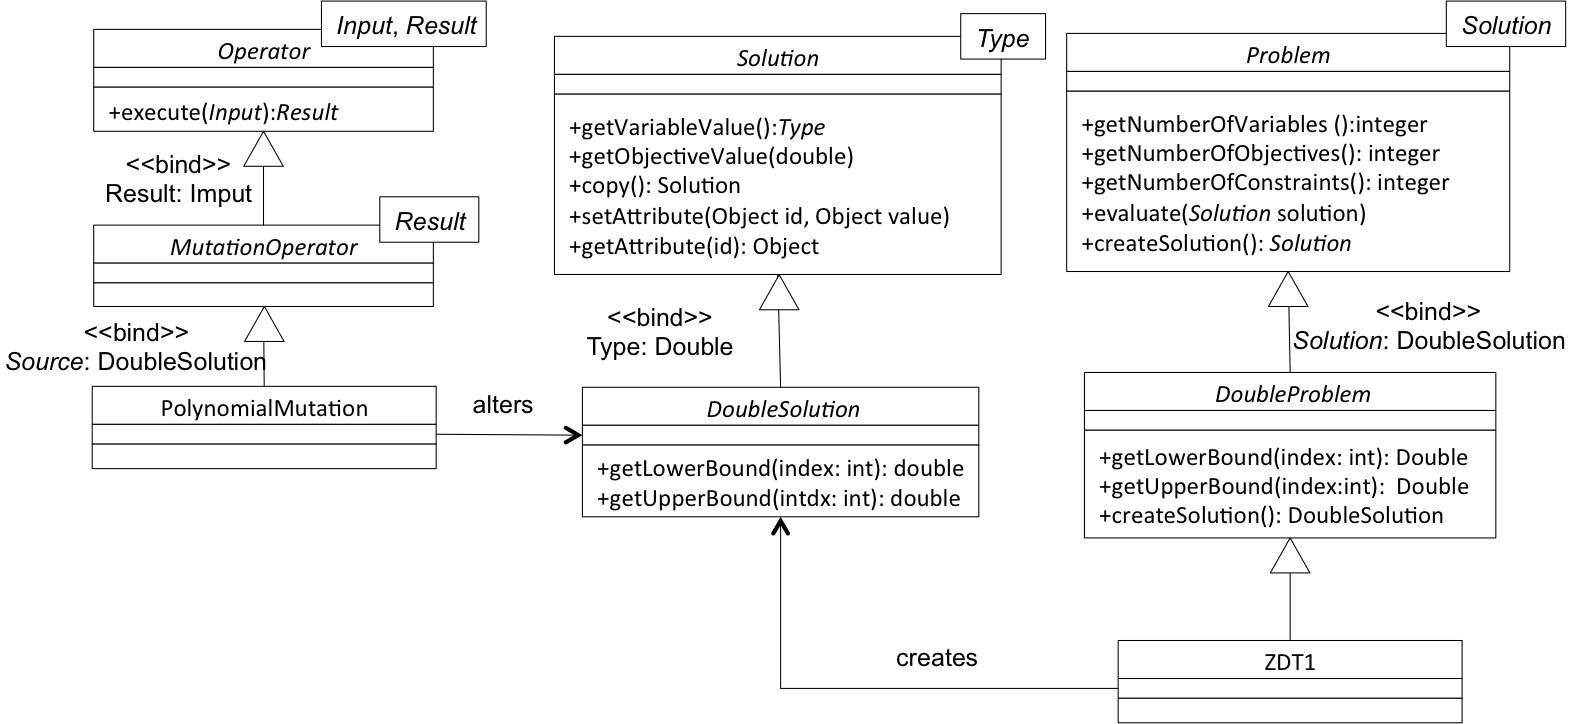 Input, Result
Operator
+execute(Input):Result
<<bind>>
Result: Imput
Result
MutationOperator
<<bind>>
Source: DoubleSolution
PolynomialMutation
alters
Type
Solution
+getVariableValue():Type
+getObjectiveValue(double)
+copy(): Solution
+setAttribute(Object id, Object value)
+getAttribute(id): Object
<<bind>>
Type: Double
DoubleSolution
+getLowerBound(index: int): double
+getUpperBound(intdx: int): double
Solution
Problem
+getNumberOfVariables ():integer
+getNumberOfObjectives(): integer
+getNumberOfConstraints(): integer
+evaluate(Solution solution)
+createSolution(): Solution
<<bind>>
Solution: DoubleSolution
DoubleProblem
+getLowerBound(index: int): Double
+getUpperBound(index:int):  Double
+createSolution(): DoubleSolution
creates
ZDT1